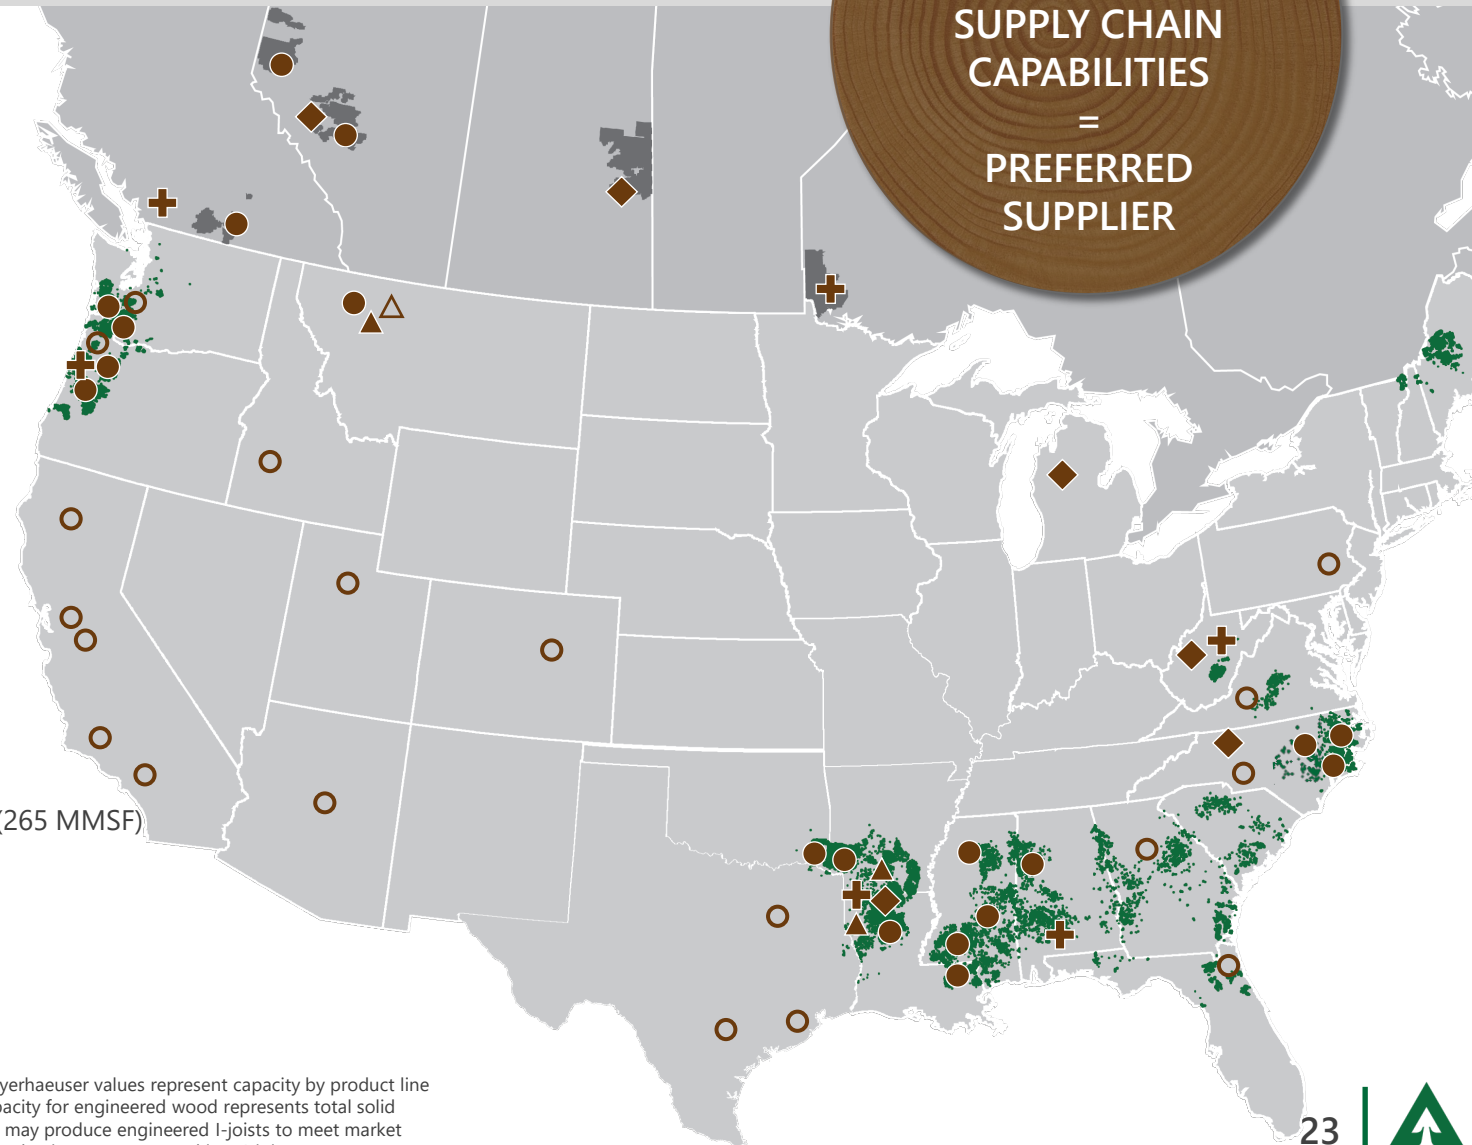 SUPPLY CHAIN
CAPABILITIES
=
PREFERRED
SUPPLIER
(265 MMSF)
yerhaeuser values represent capacity by product line
pacity for engineered wood represents total solid
may produce engineered I-joists to meet market
23